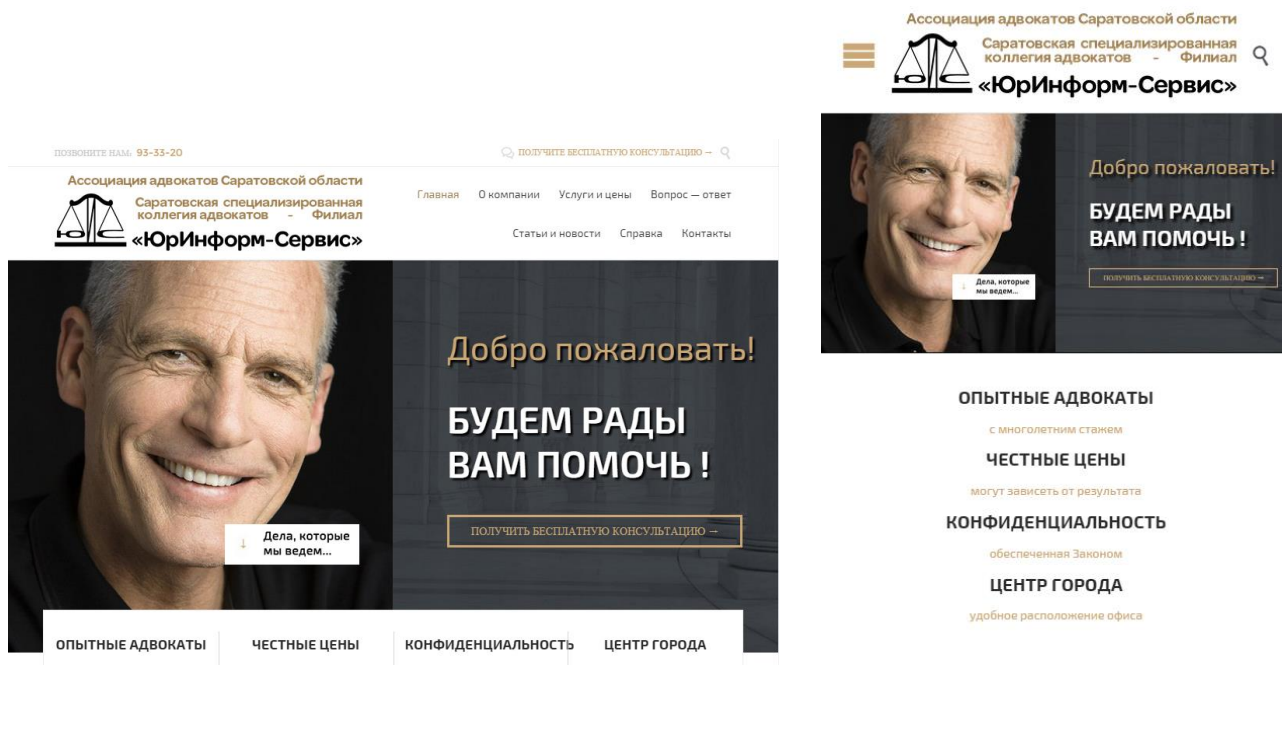 ПОЗВОНИТЕ НАМ: 93-33-20
ПОЛУЧИТЕ БЕСПЛАТНУЮ КОНСУЛЬТАЦИЮ →
Ассоциация адвокатов Саратовской области
Саратовская специализированная
коллегия адвокатов - Филиал
ЮИС
«ЮрИнформ-Сервис»
Главная О компании Услуги и цены Вопрос — ответ
Статьи и новости Справка Контакты
Добро пожаловать!
БУДЕМ РАДЫ
ВАМ ПОМОЧЬ !
ПОЛУЧИТЬ БЕСПЛАТНУЮ КОНСУЛЬТАЦИЮ →
↓ Дела, которые
мы ведем...
ОПЫТНЫЕ АДВОКАТЫ ЧЕСТНЫЕ ЦЕНЫ КОНФИДЕНЦИАЛЬНОСТЬ ЦЕНТР ГОРОДА
Ассоциация адвокатов Саратовской области
Саратовская специализированная
коллегия адвокатов - Филиал
ЮИС
«ЮрИнформ-Сервис»
Добро пожаловать!
БУДЕМ РАДЫ
ВАМ ПОМОЧЬ !
ПОЛУЧИТЬ БЕСПЛАТНУЮ КОНСУЛЬТАЦИЮ →
↓ Дела, которые
мы ведем...
ОПЫТНЫЕ АДВОКАТЫ
с многолетним стажем
ЧЕСТНЫЕ ЦЕНЫ
могут зависеть от результата
КОНФИДЕНЦИАЛЬНОСТЬ
обеспеченная Законом
ЦЕНТР ГОРОДА
удобное расположение офиса